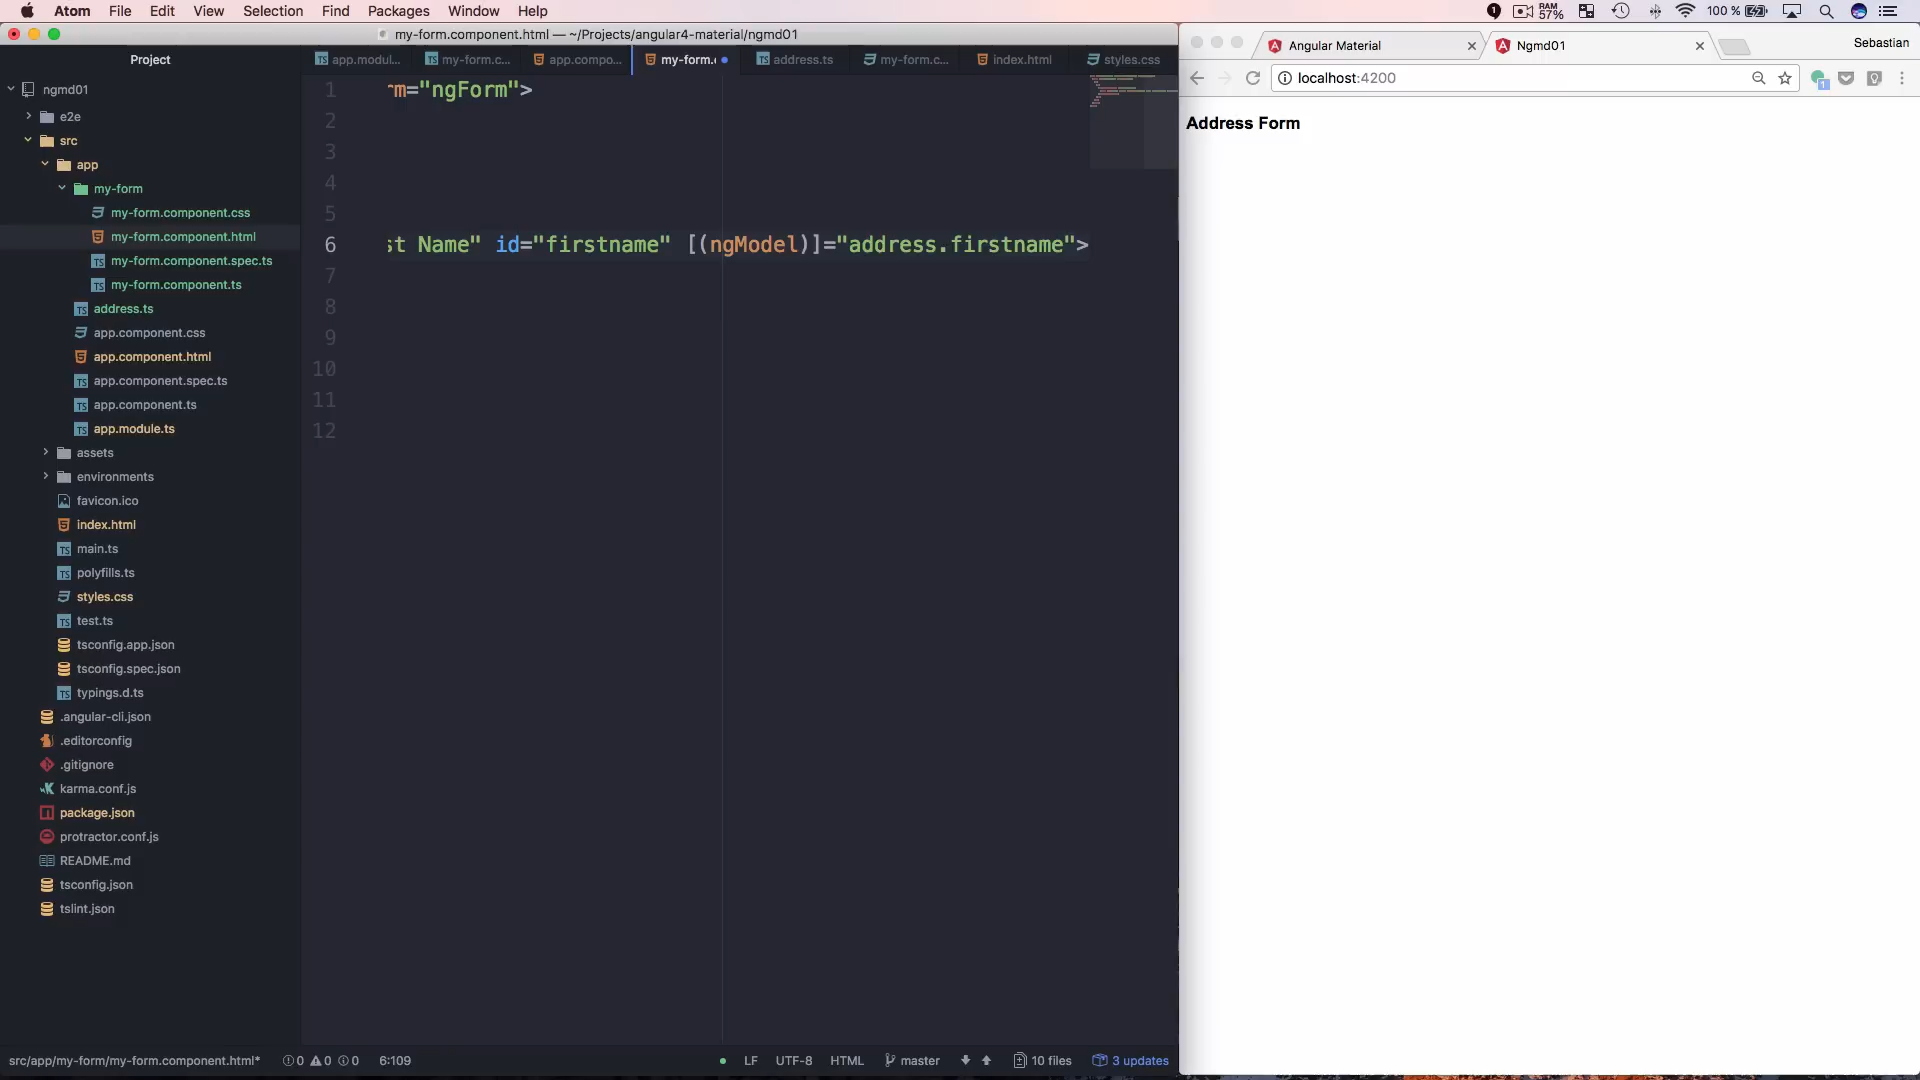 Atom File Edit View Selection Find Packages Window Help
1 RAM 57% 100 %
my-form.component.html — ~/Projects/angular4-material/ngmd01
Project
app.modul... my-form.c... app.compo... my-form. address.ts my-form.c... index.html styles.css
ngmd01
e2e
src
app
my-form
my-form.component.css
my-form.component.html
my-form.component.spec.ts
my-form.component.ts
address.ts
app.component.css
app.component.html
app.component.spec.ts
app.component.ts
app.module.ts
assets
environments
favicon.ico
index.html
main.ts
polyfills.ts
styles.css
test.ts
tsconfig.app.json
tsconfig.spec.json
typings.d.ts
.angular-cli.json
.editorconfig
.gitignore
karma.conf.js
package.json
protractor.conf.js
README.md
tsconfig.json
tslint.json
1 rm="ngForm">
2
3
4
5
6 st Name" id="firstname" [(ngModel)]="address.firstname">
7
8
9
10
11
12
src/app/my-form/my-form.component.html* 0 0 0 6:109 LF UTF-8 HTML master 10 files 3 updates
Angular Material Ngmd01 Sebastian
localhost:4200
Address Form